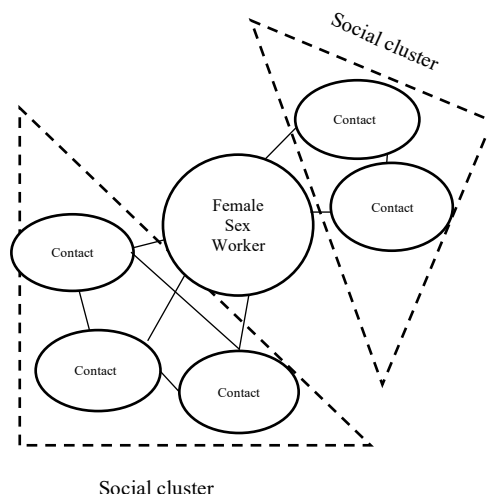 Social cluster
Contact
Contact
Female
Sex
Worker
Contact
Contact
Contact
Social cluster